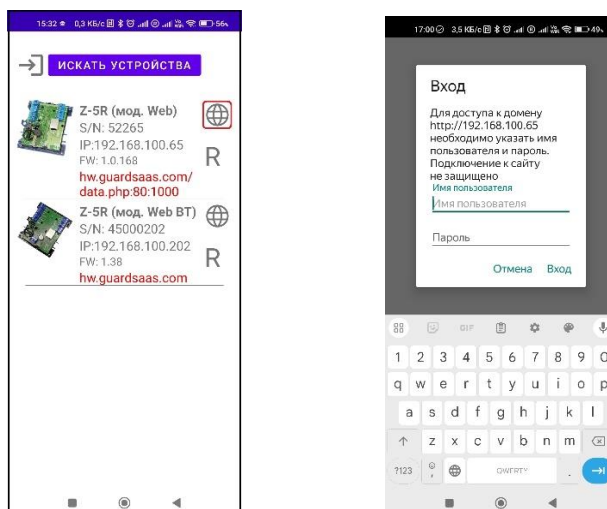 15:32 0,3 КБ/с 56
ИСКАТЬ УСТРОЙСТВА
Z-5R (мод. Web)
S/N: 52265
IP:192.168.100.65
FW: 1.0.168
R
hw.guardsaas.com/
data.php:80:1000
Z-5R (мод. Web BT)
S/N: 45000202
IP:192.168.100.202
FW: 1.38
R
hw.guardsaas.com
17:00 3,5 КБ/с 49
Вход
Для доступа к домену
http://192.168.100.65
необходимо указать имя
пользователя и пароль.
Подключение к сайту
не защищено
Имя пользователя
Имя пользователя
Пароль
Отмена Вход
GIF
1 2 3 4 5 6 7 8 9 0
q w e r t y u i o p
a s d f g h j k l
z x c v b n m
?123 , QWERTY .